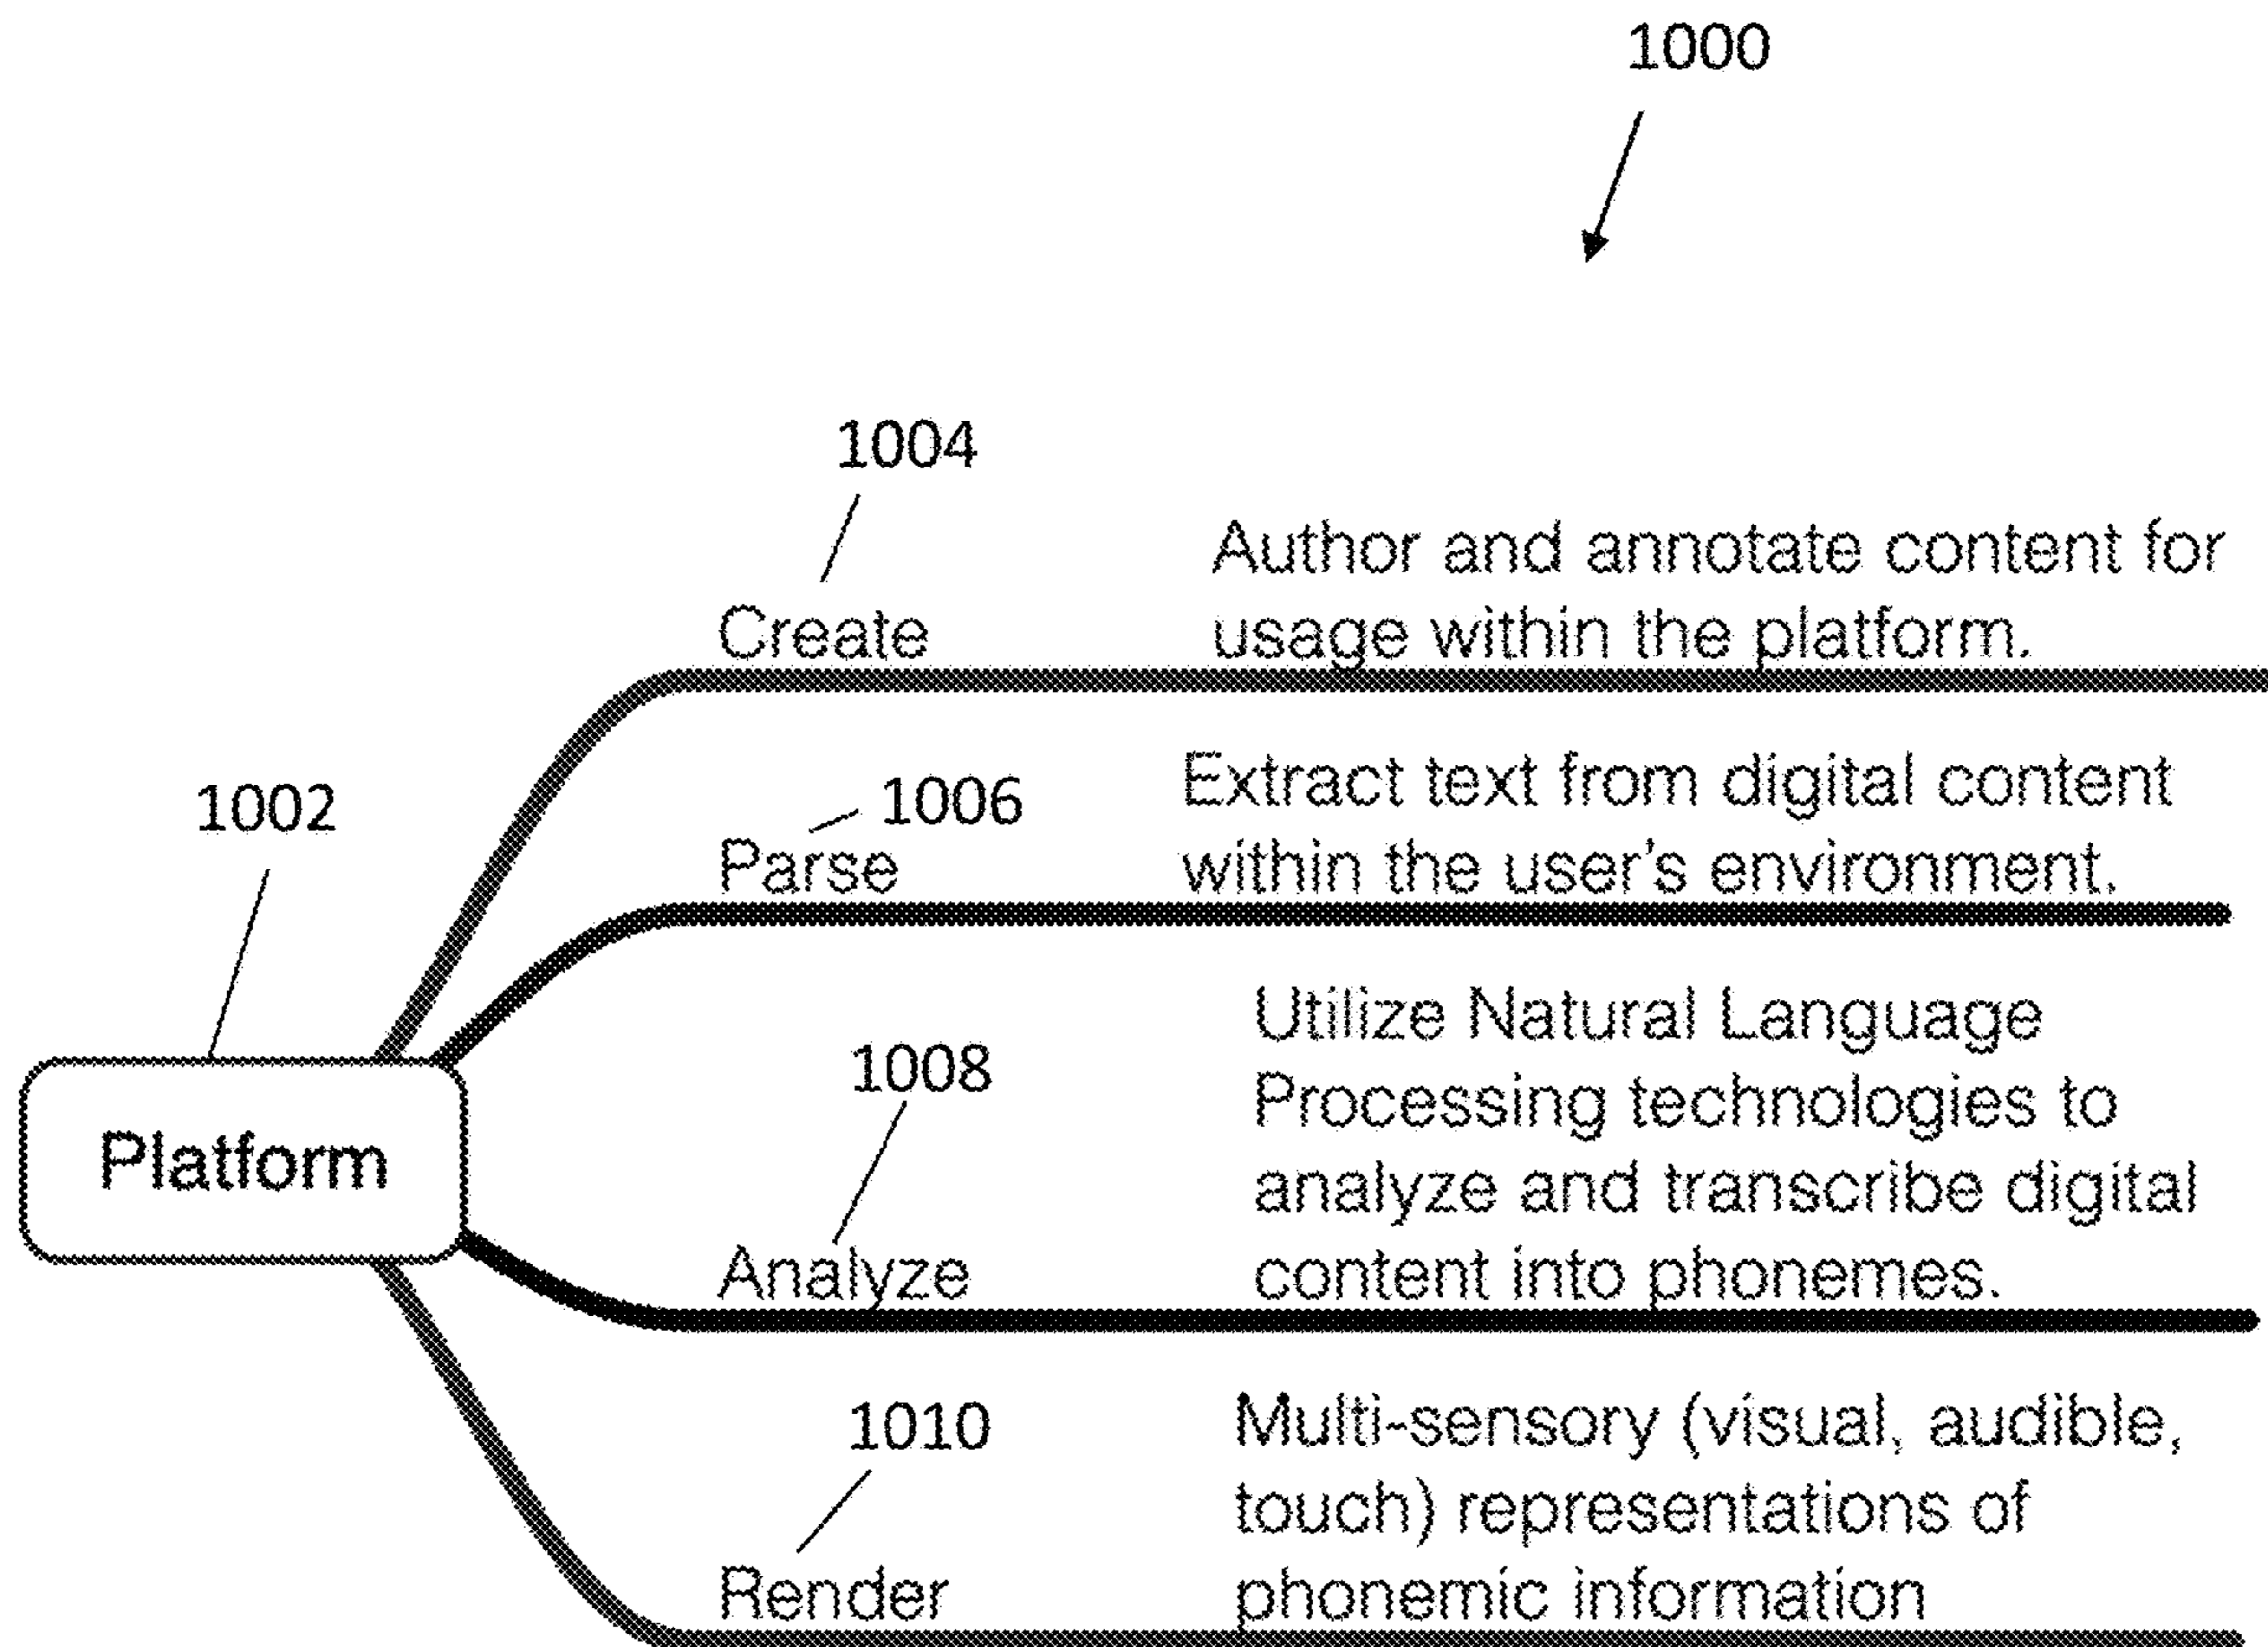 1000
1004
Create
Author and annotate content for
usage within the platform.
1002
1006
Parse
Extract text from digital content
within the user's environment.
Platform
1008
Analyze
Utilize Natural Language
Processing technologies to
analyze and transcribe digital
content into phonemes.
1010
Render
Multi-sensory (visual, audible,
touch) representations of
phonemic information